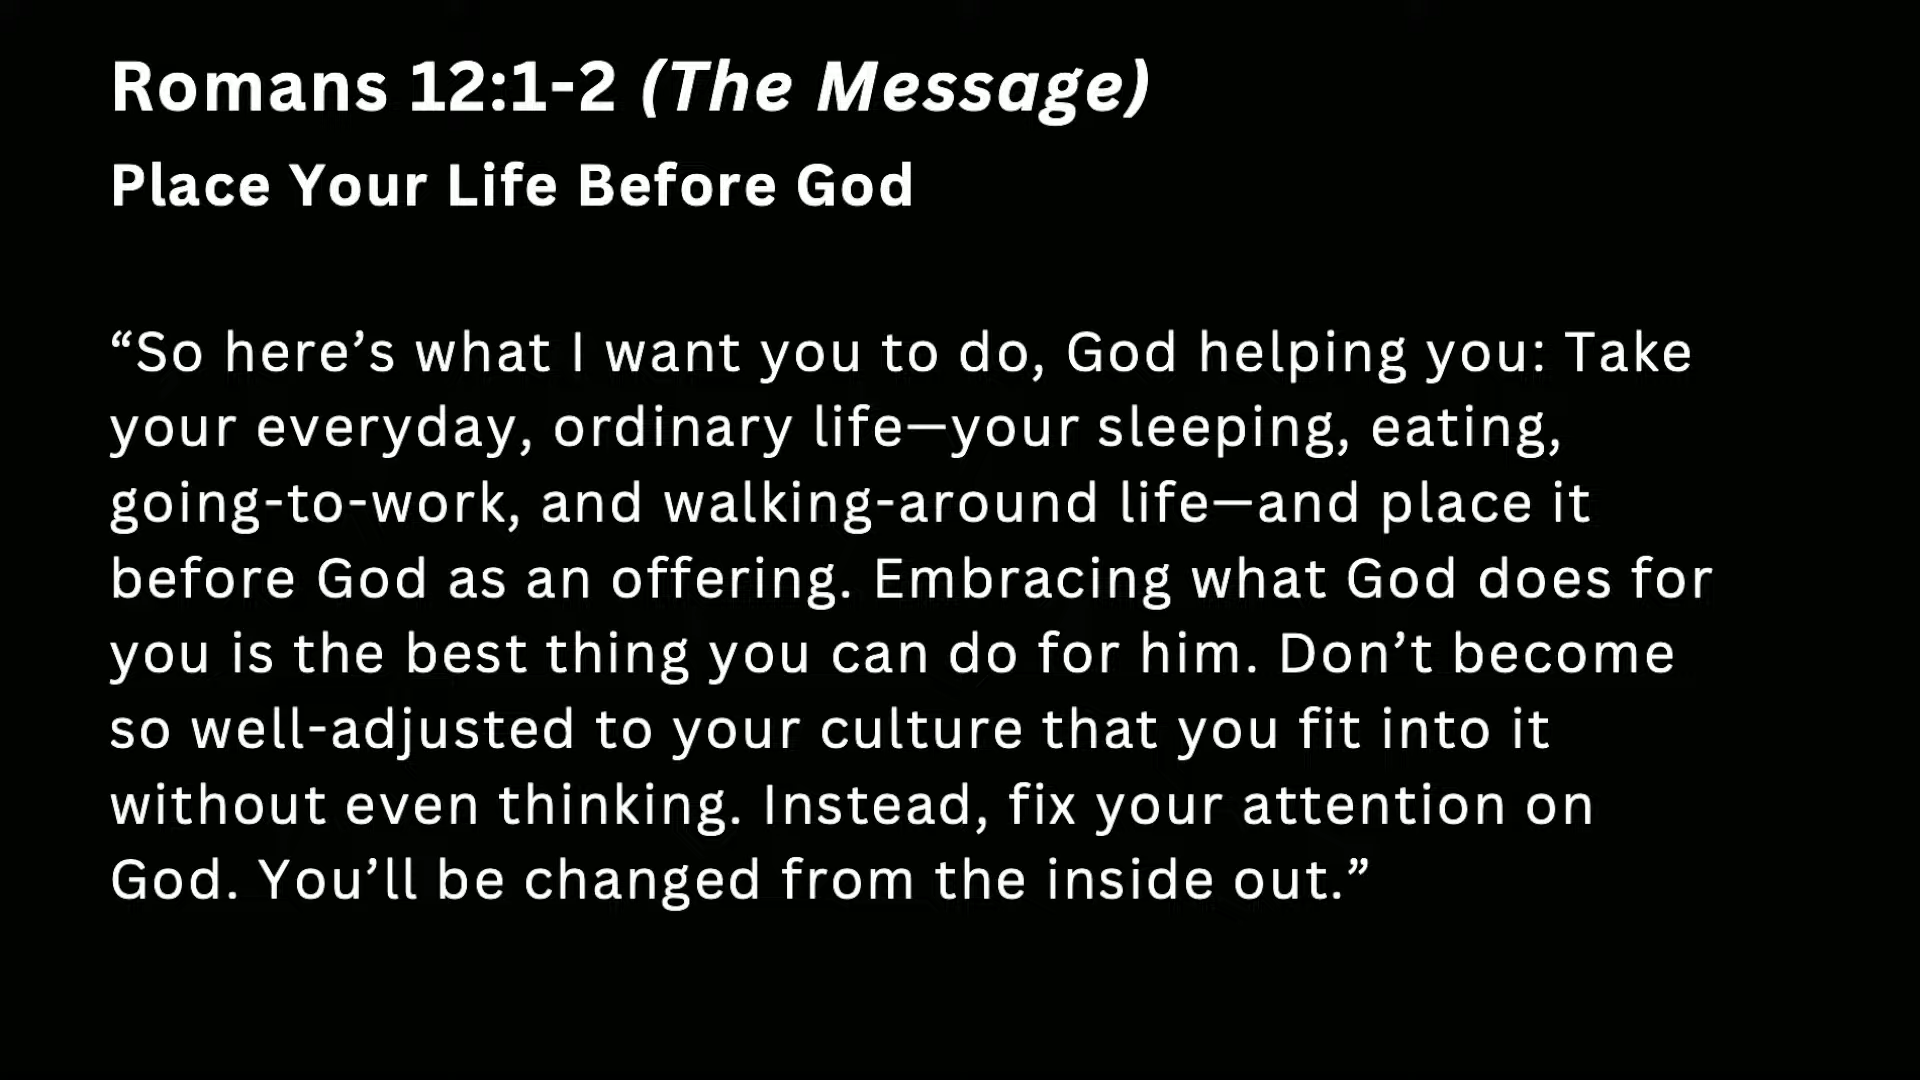 Romans 12:1-2 (The Message)
Place Your Life Before God
“So here’s what I want you to do, God helping you: Take
your everyday, ordinary life—your sleeping, eating,
going-to-work, and walking-around life—and place it
before God as an offering. Embracing what God does for
you is the best thing you can do for him. Don’t become
so well-adjusted to your culture that you fit into it
without even thinking. Instead, fix your attention on
God. You’ll be changed from the inside out.”